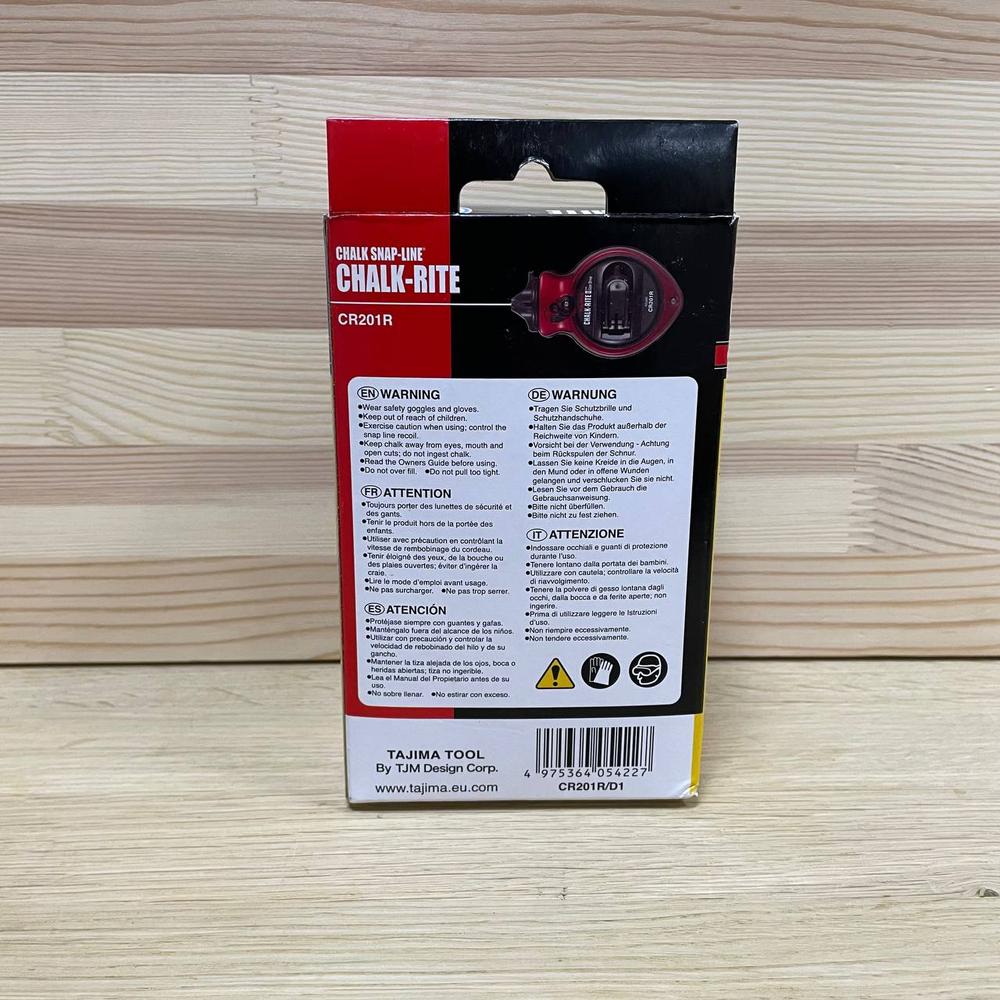 CHALK SNAP-LINE
CHALK-RITE
CR201R
CHALK-RITE
CR201R
EN WARNING
●Wear safety goggles and gloves.
●Keep out of reach of children.
●Exercise caution when using; control the
snap line recoil.
●Keep chalk away from eyes, mouth and
open cuts; do not ingest chalk.
●Read the Owners Guide before using.
●Do not over fill. ●Do not pull too tight.
FR ATTENTION
●Toujours porter des lunettes de sécurité et
des gants.
●Tenir le produit hors de la portée des
enfants.
●Utiliser avec précaution en contrôlant la
vitesse de rembobinage du cordeau.
●Tenir éloigné des yeux, de la bouche ou
des plaies ouvertes; éviter d'ingérer la
craie.
●Lire le mode d'emploi avant usage.
●Ne pas surcharger. ●Ne pas trop serrer.
ES ATENCIÓN
●Protéjase siempre con guantes y gafas.
●Manténgalo fuera del alcance de los niños.
●Utilizar con precaución y controlar la
velocidad de rebobinado del hilo y de su
gancho.
●Mantener la tiza alejada de los ojos, boca o
heridas abiertas; tiza no ingerible.
●Lea el Manual del Propietario antes de su
uso.
●No sobre llenar. ●No estirar con exceso.
DE WARNUNG
●Tragen Sie Schutzbrille und
Schutzhandschuhe.
●Halten Sie das Produkt außerhalb der
Reichweite von Kindern.
●Vorsicht bei der Verwendung - Achtung
beim Rückspulen der Schnur.
●Lassen Sie keine Kreide in die Augen, in
den Mund oder in offene Wunden
gelangen und verschlucken Sie sie nicht.
●Lesen Sie vor dem Gebrauch die
Gebrauchsanweisung.
●Bitte nicht überfüllen.
●Bitte nicht zu fest ziehen.
IT ATTENZIONE
●Indossare occhiali e guanti di protezione
durante l'uso.
●Tenere lontano dalla portata dei bambini.
●Utilizzare con cautela; controllare la velocità
di riavvolgimento.
●Tenere la polvere di gesso lontana dagli
occhi, dalla bocca e da ferite aperte; non
ingerire.
●Prima di utilizzare leggere le Istruzioni
d'uso.
●Non riempire eccessivamente.
●Non tendere eccessivamente.
TAJIMA TOOL
By TJM Design Corp.
www.tajima.eu.com
4 975364 054227
CR201R/D1